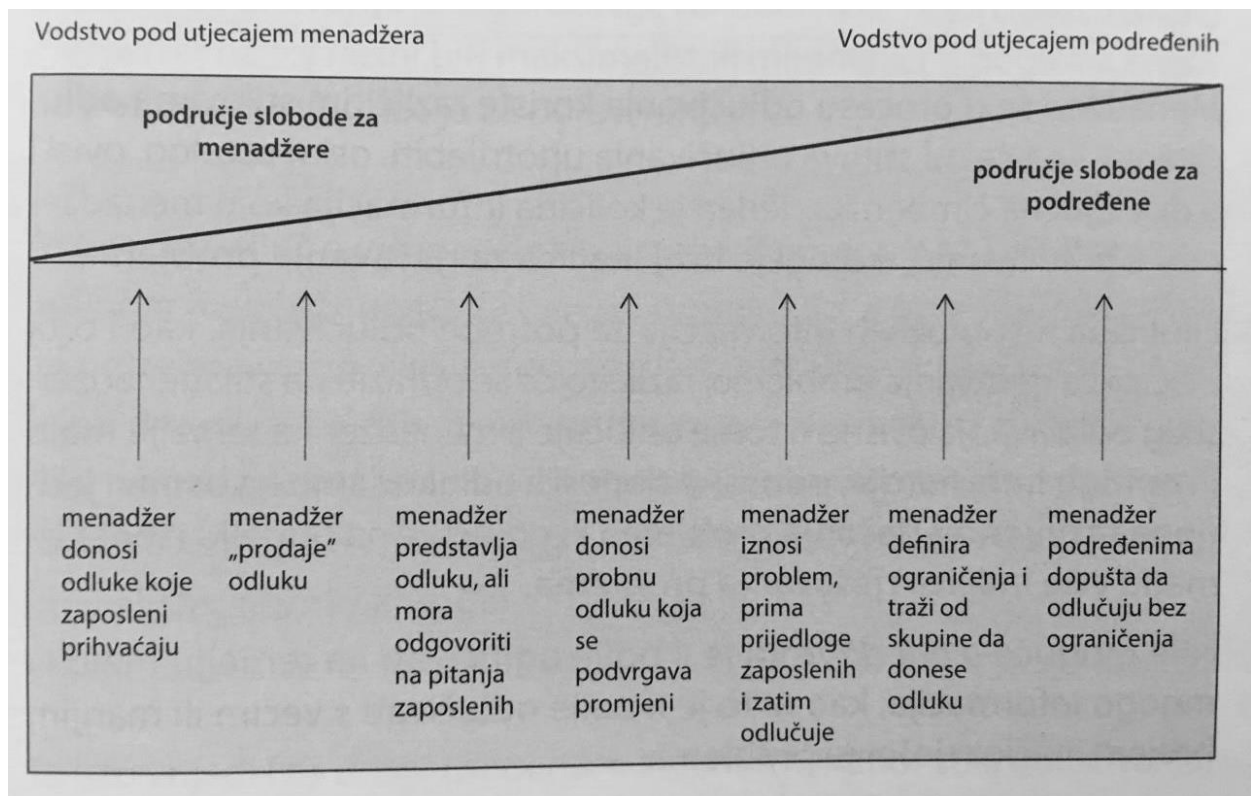 Vodstvo pod utjecajem menadžera
Vodstvo pod utjecajem podređenih
područje slobode za
menadžere
područje slobode za
podređene
menadžer
donosi
odluke koje
zaposleni
prihvaćaju
menadžer
„prodaje”
odluku
menadžer
predstavlja
odluku, ali
mora
odgovoriti
na pitanja
zaposlenih
menadžer
donosi
probnu
odluku koja
se
podvrgava
promjeni
menadžer
iznosi
problem,
prima
prijedloge
zaposlenih
i zatim
odlučuje
menadžer
definira
ograničenja i
traži od
skupine da
donese
odluku
menadžer
podređenima
dopušta da
odlučuju bez
ograničenja